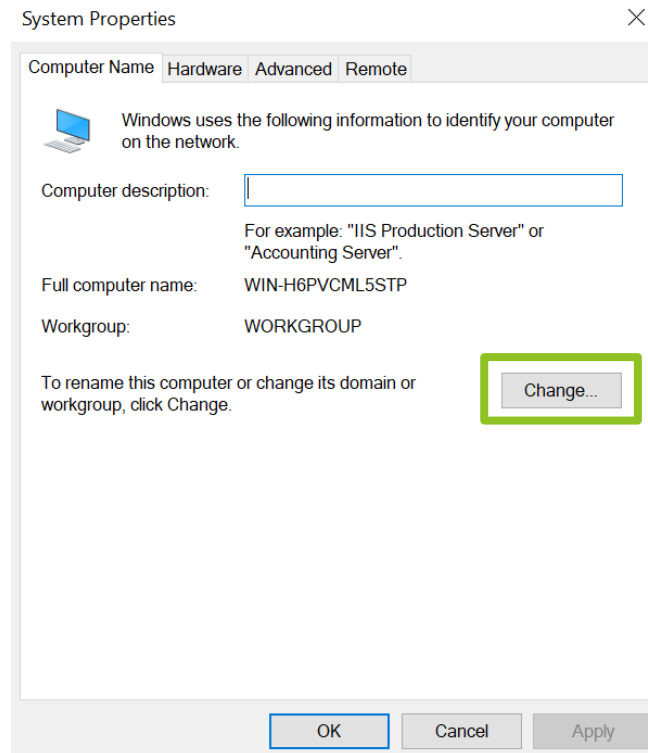 System Properties
Computer Name Hardware Advanced Remote
Windows uses the following information to identify your computer
on the network.
Computer description:
For example: "IIS Production Server" or
"Accounting Server".
Full computer name: WIN-H6PVCML5STP
Workgroup: WORKGROUP
To rename this computer or change its domain or
workgroup, click Change.
Change...
OK Cancel Apply